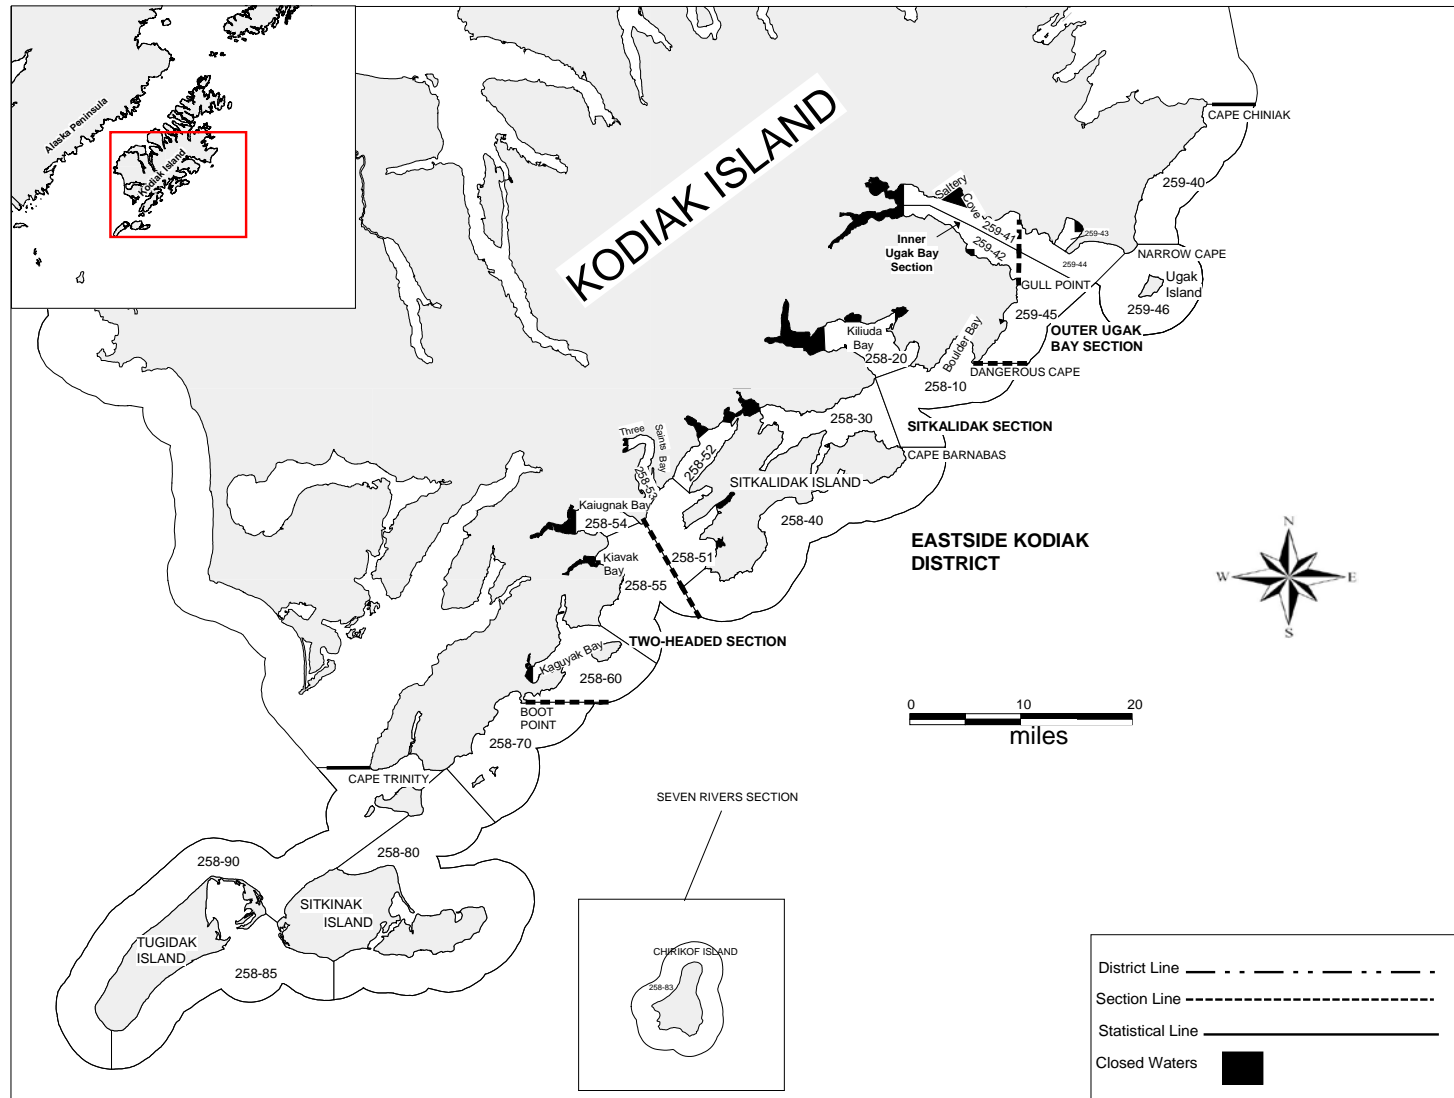 Alaska Peninsula
Kodiak Island
KODIAK ISLAND
CAPE CHINIAK
259-40
Saltery
Cove
259-41
259-42
259-43
259-44
Inner
Ugak Bay
Section
NARROW CAPE
Ugak
Island
259-46
GULL POINT
259-45
OUTER UGAK
BAY SECTION
Kiliuda
Bay
258-20
Boulder Bay
DANGEROUS CAPE
258-10
258-30
SITKALIDAK SECTION
CAPE BARNABAS
Three
Saints Bay
258-53
258-52
SITKALIDAK ISLAND
258-40
Kaiugnak Bay
258-54
258-51
Kiavak
Bay
258-55
EASTSIDE KODIAK
DISTRICT
N
W
E
S
TWO-HEADED SECTION
Kaguyak Bay
258-60
BOOT
POINT
258-70
0 10 20
miles
CAPE TRINITY
SEVEN RIVERS SECTION
258-80
258-90
SITKINAK
ISLAND
TUGIDAK
ISLAND
258-85
CHIRIKOF ISLAND
258-83
District Line
Section Line
Statistical Line
Closed Waters